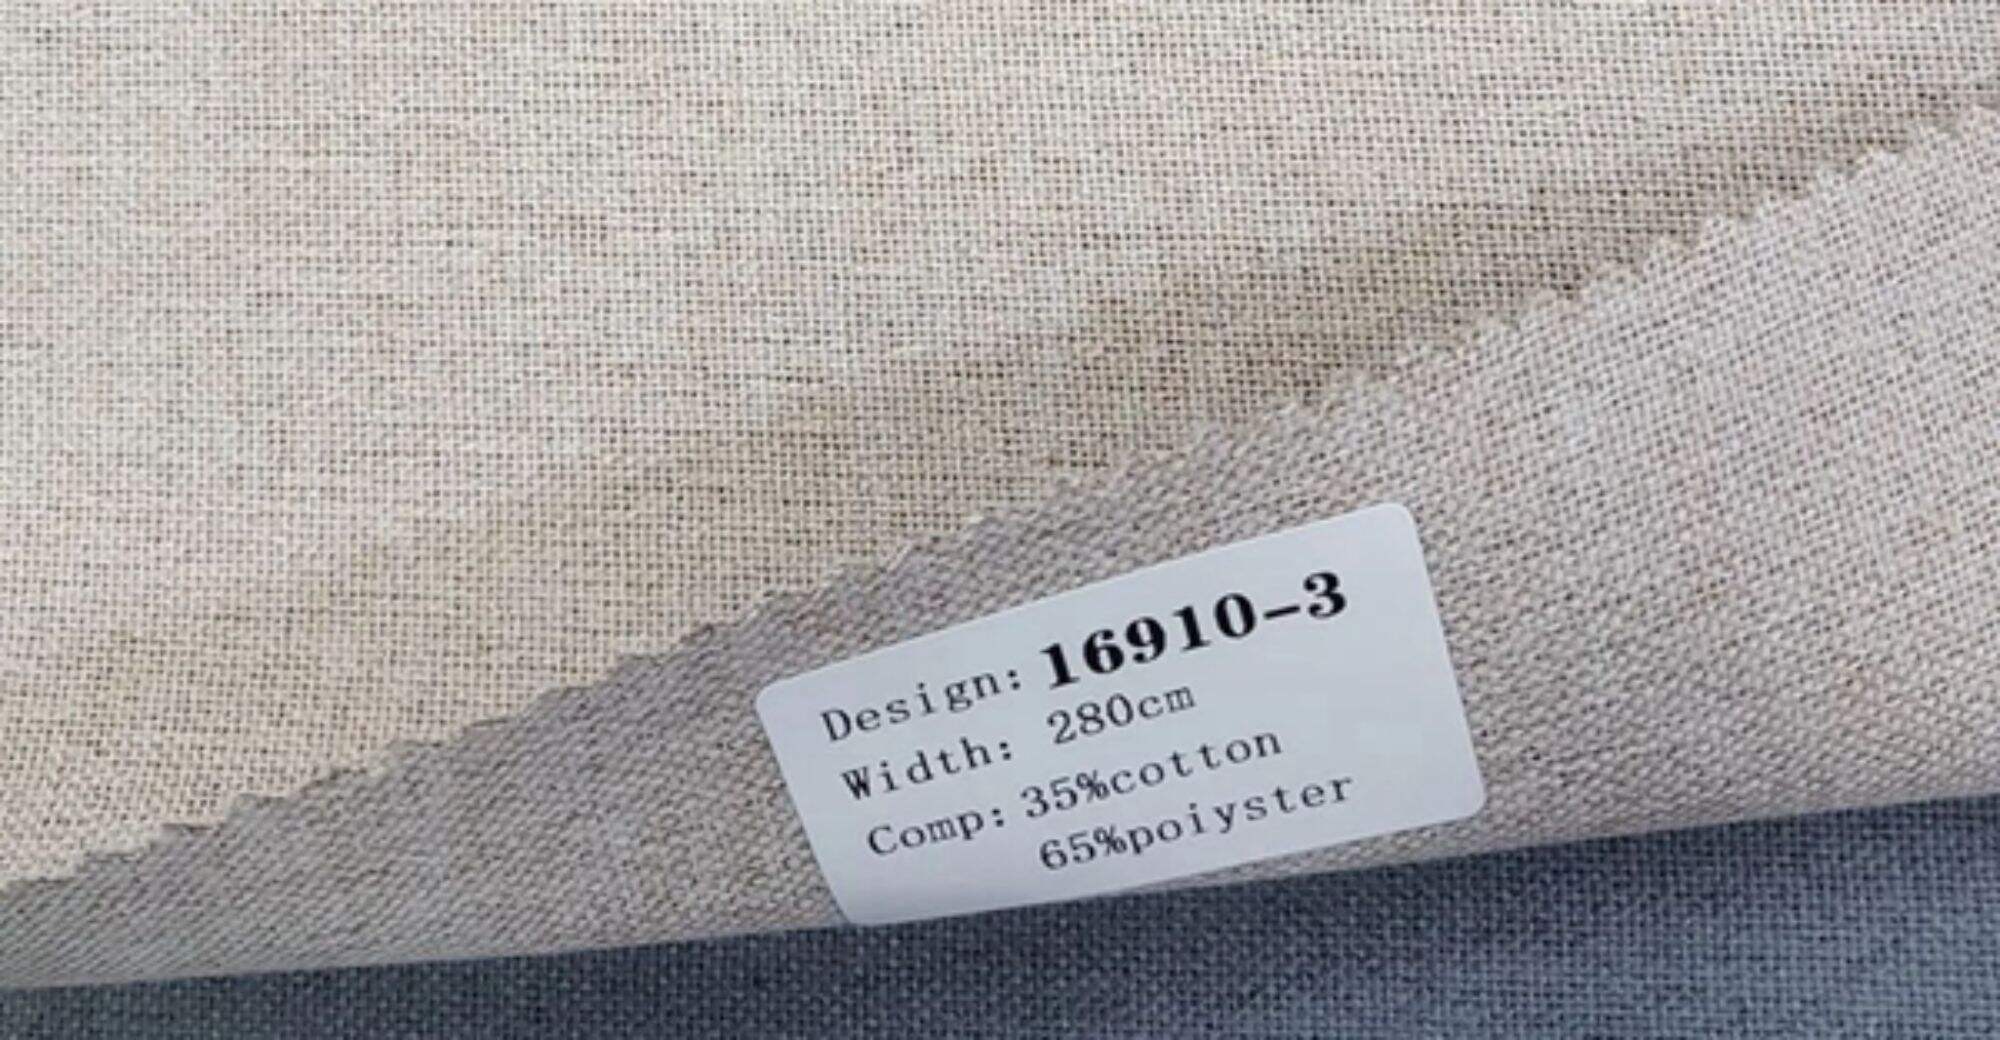 Design: 16910-3
Width: 280cm
Comp: 35%cotton
65%poiyster